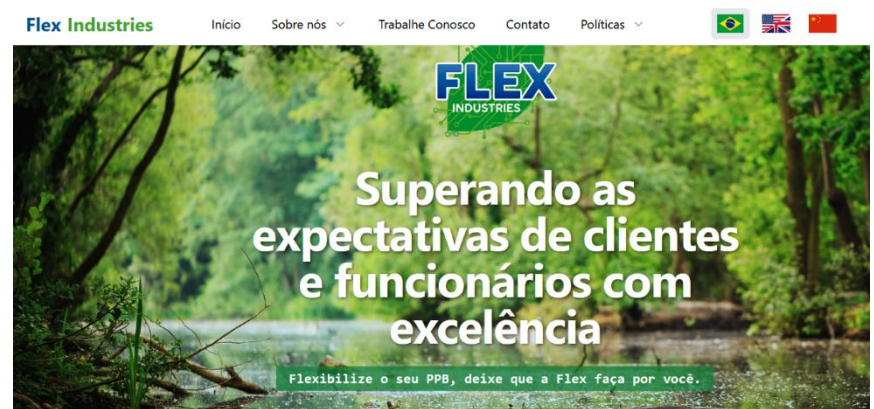 Flex Industries Início Sobre nós Trabalhe Conosco Contato Políticas
FLEX
INDUSTRIES
Superando as
expectativas de clientes
e funcionários com
excelência
Flexibilize o seu PPB, deixe que a Flex faça por você.